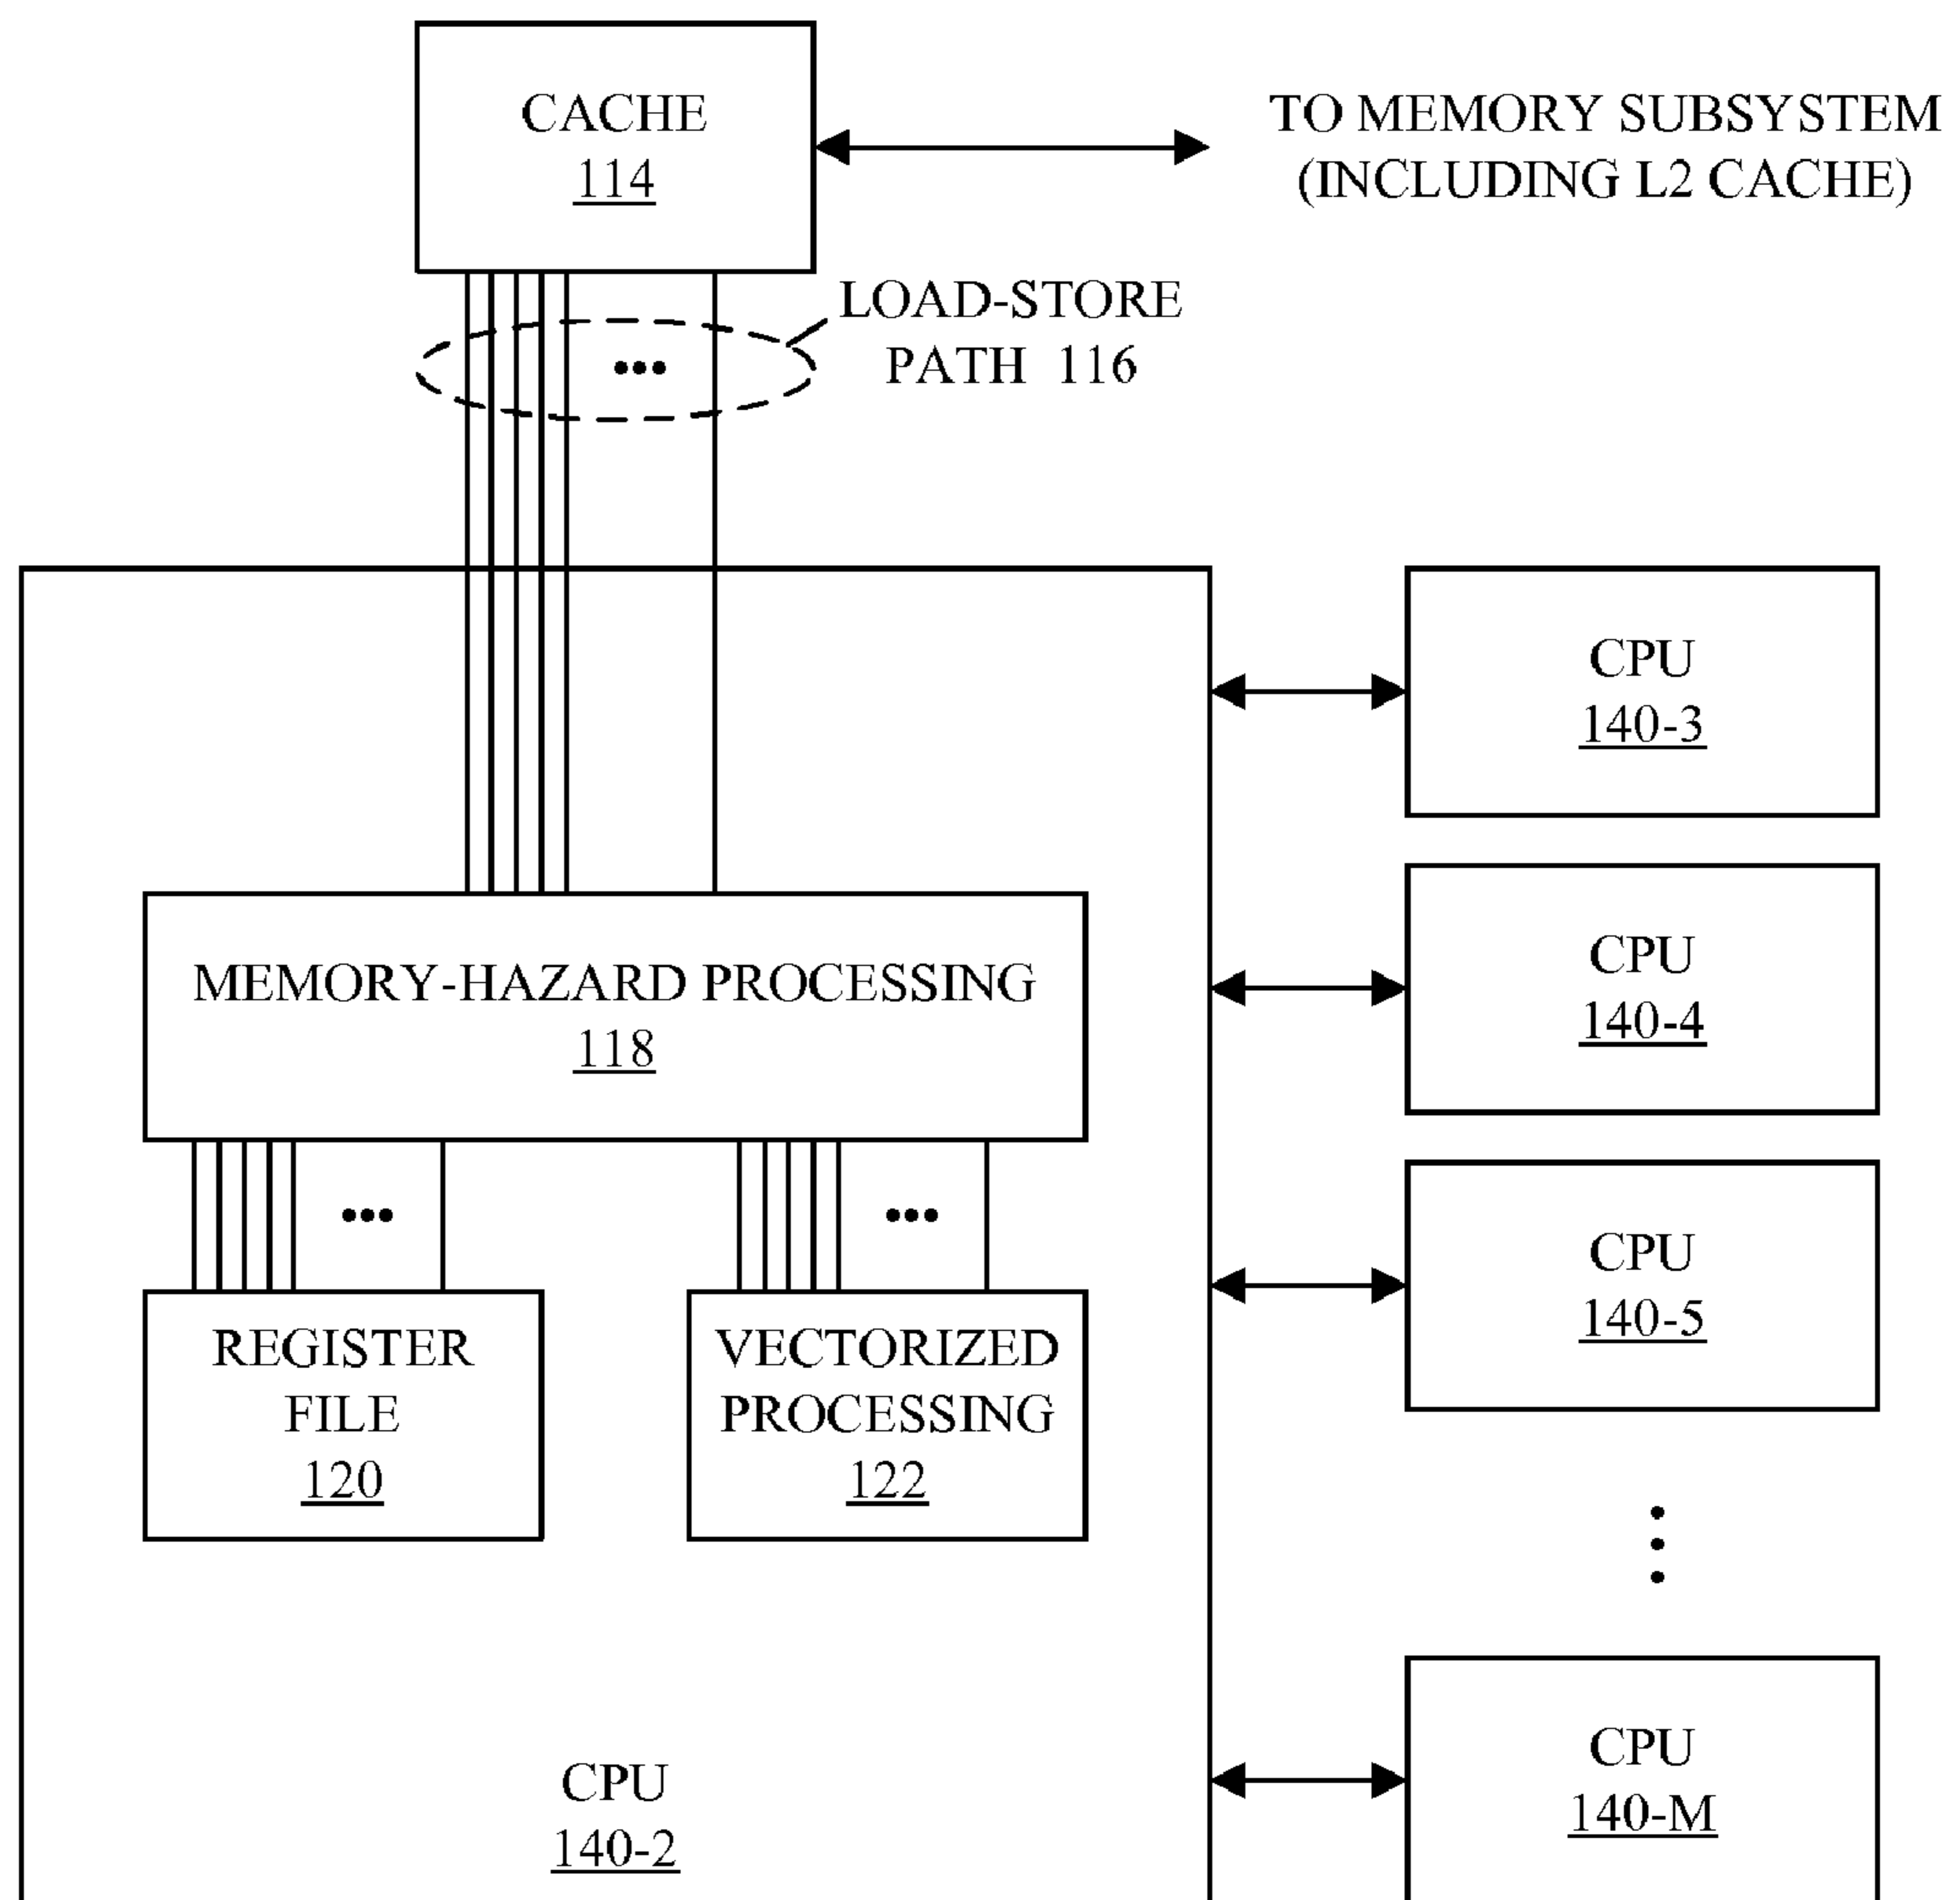 CACHE
114
TO MEMORY SUBSYSTEM
(INCLUDING L2 CACHE)
LOAD-STORE
PATH 116
CPU
140-3
MEMORY-HAZARD PROCESSING
118
CPU
140-4
CPU
140-5
REGISTER
FILE
120
VECTORIZED
PROCESSING
122
CPU
140-2
CPU
140-M